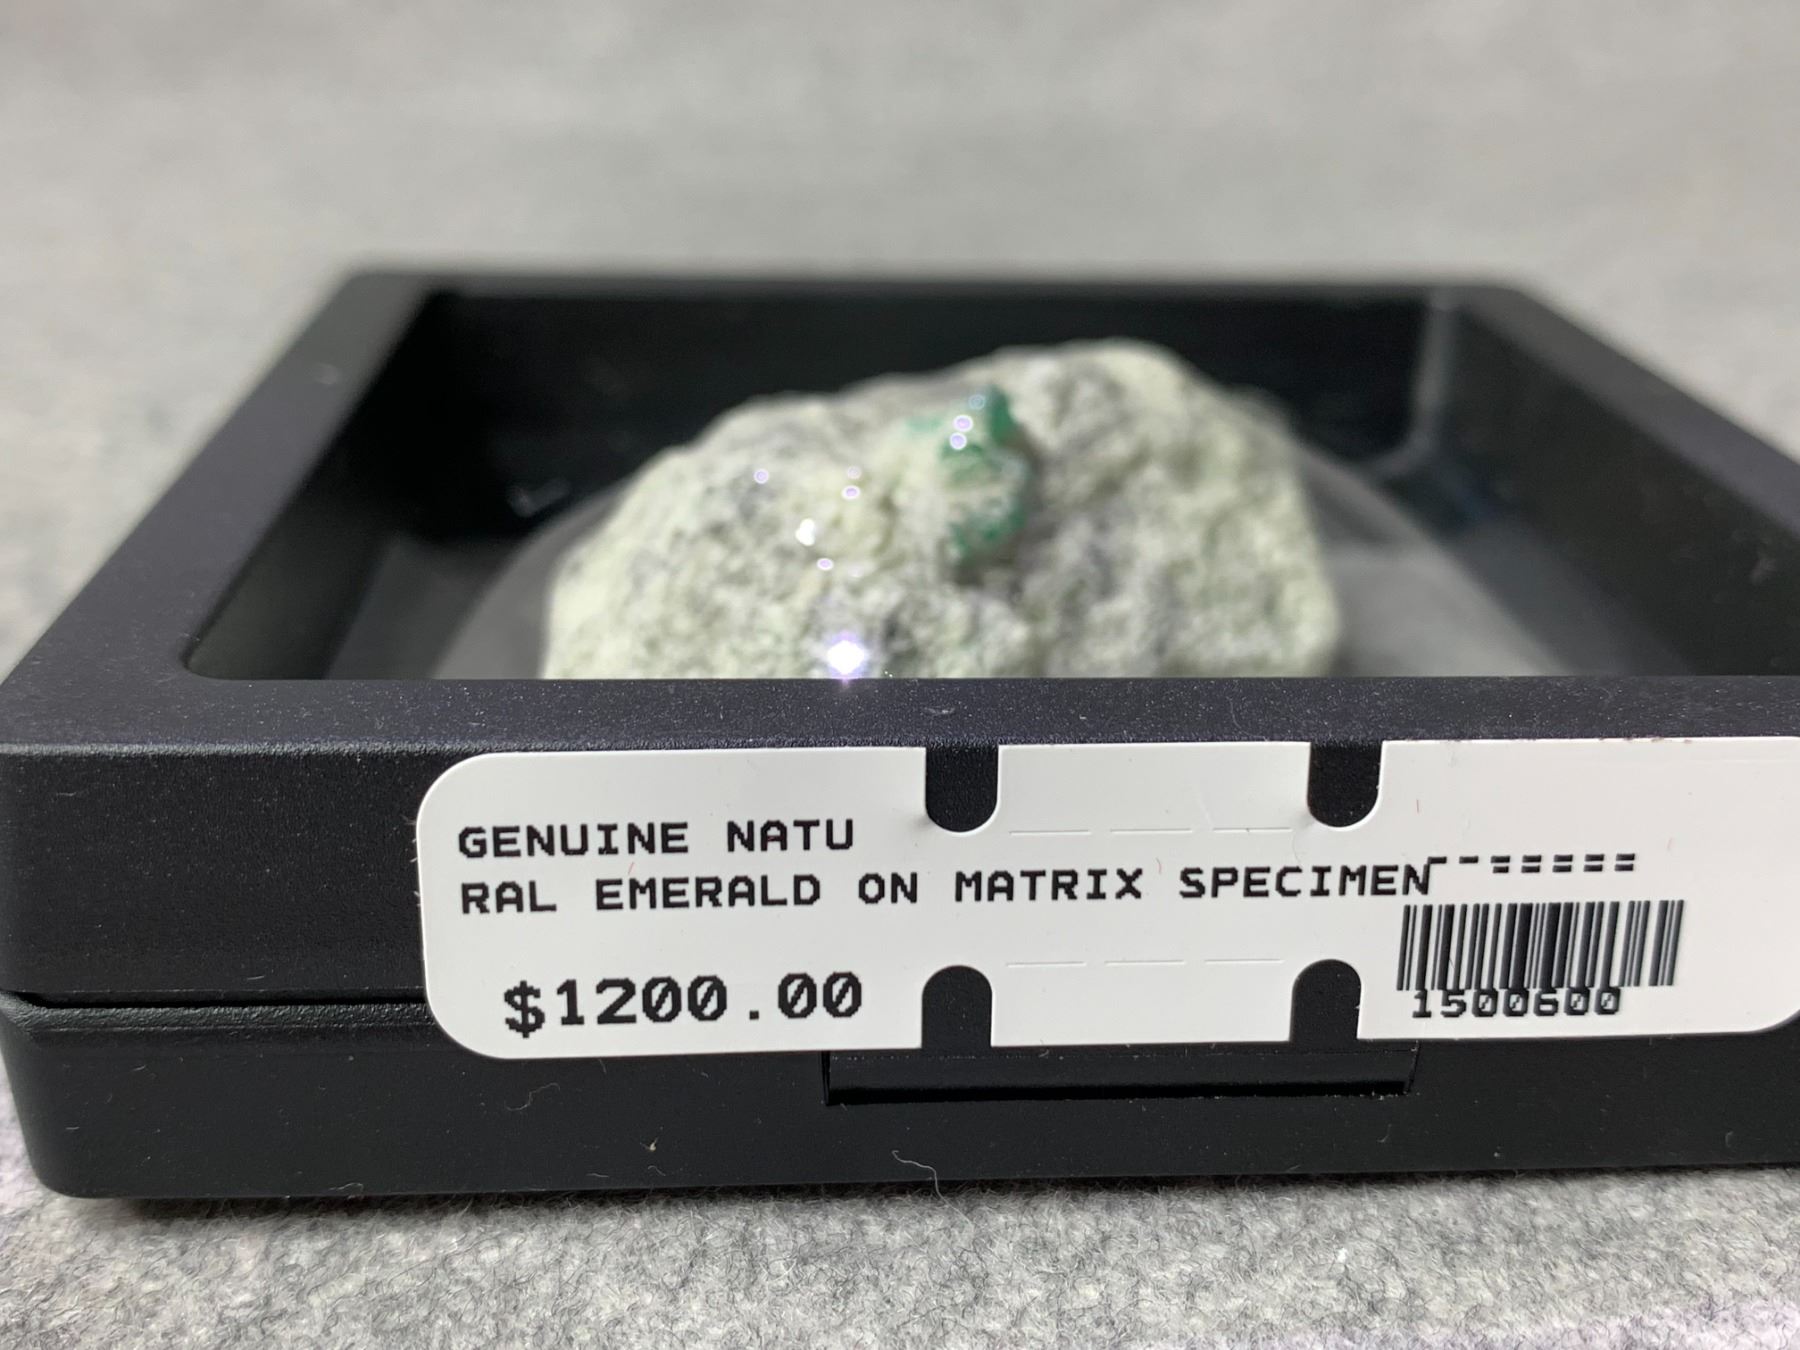 GENUINE NATU
RAL EMERALD ON MATRIX SPECIMEN
$1200.00
1500600